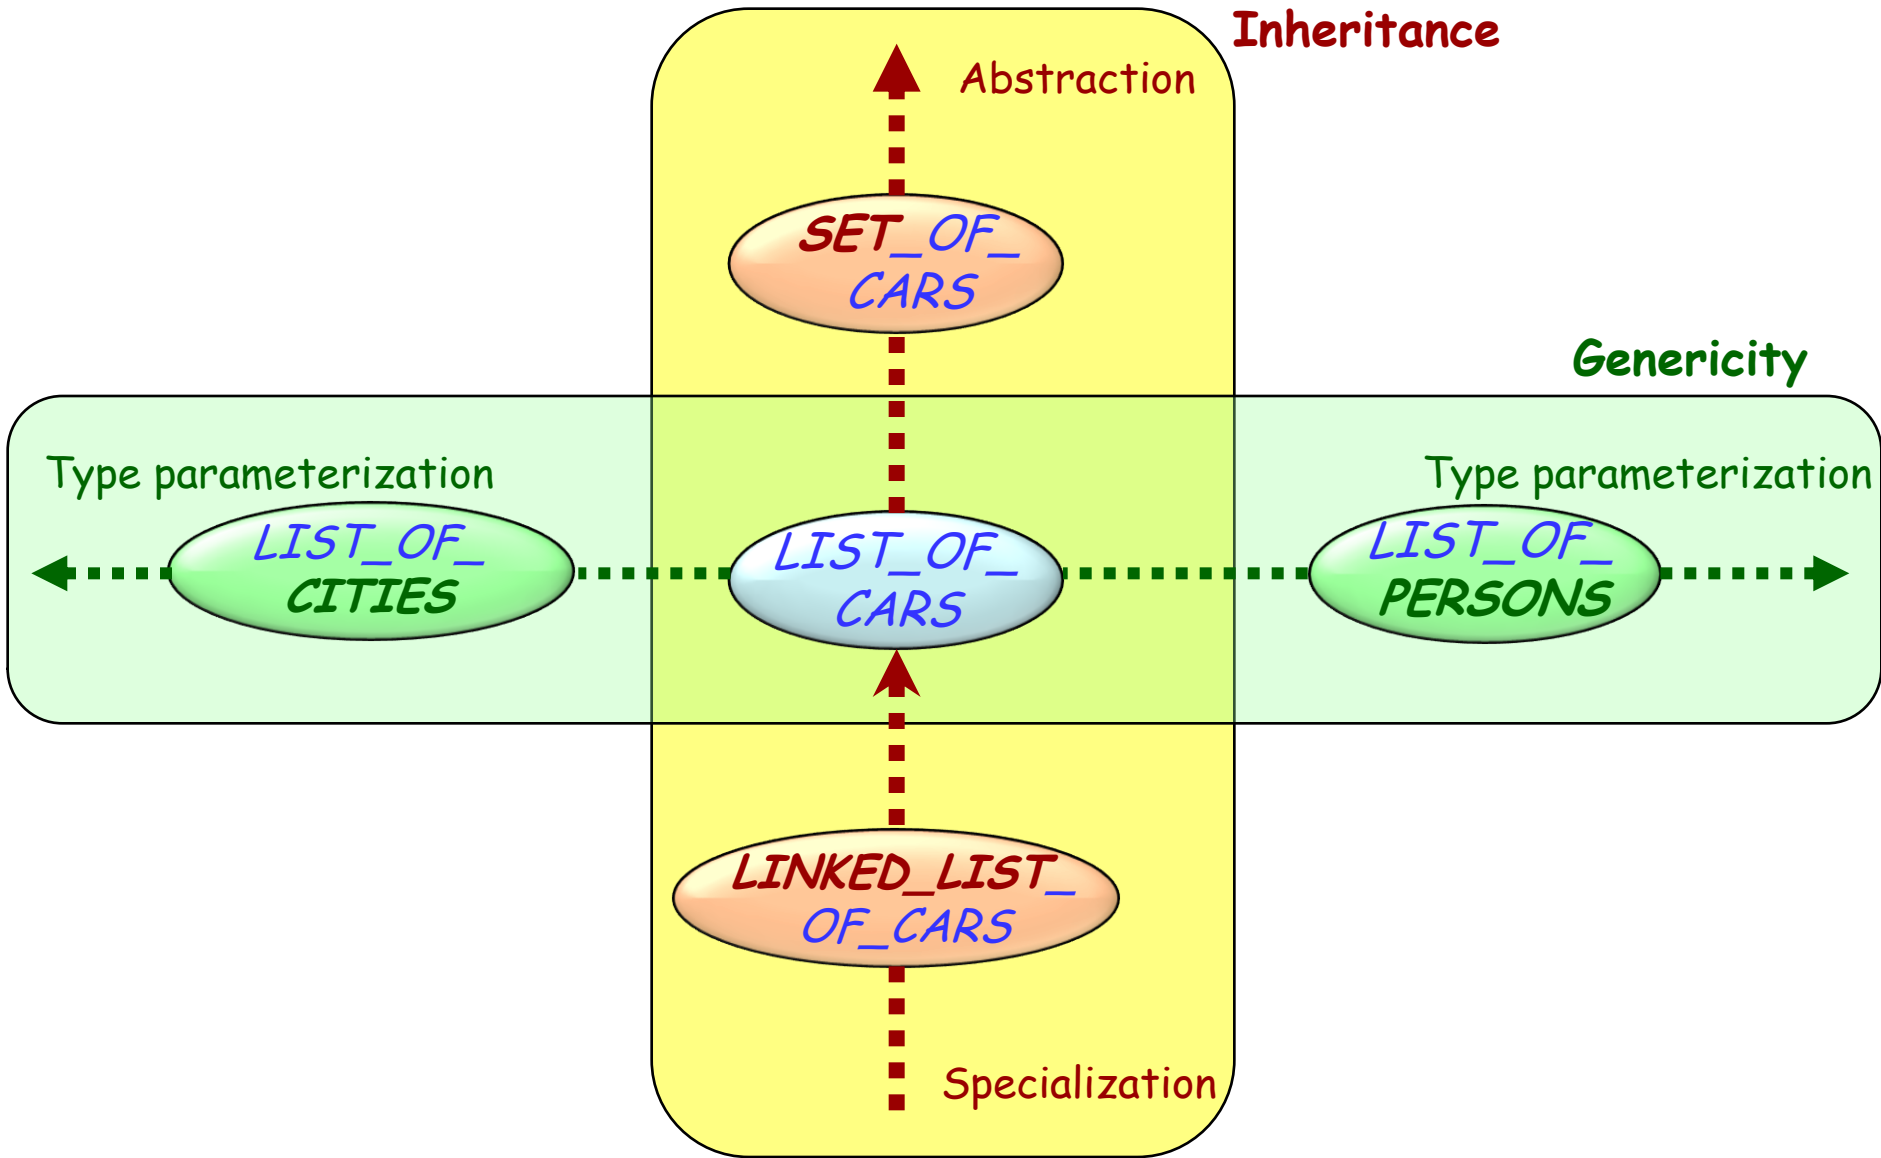 Inheritance
Abstraction
SET_OF_
CARS
Genericity
Type parameterization
Type parameterization
LIST_OF_
CITIES
LIST_OF_
CARS
LIST_OF_
PERSONS
LINKED_LIST_
OF_CARS
Specialization